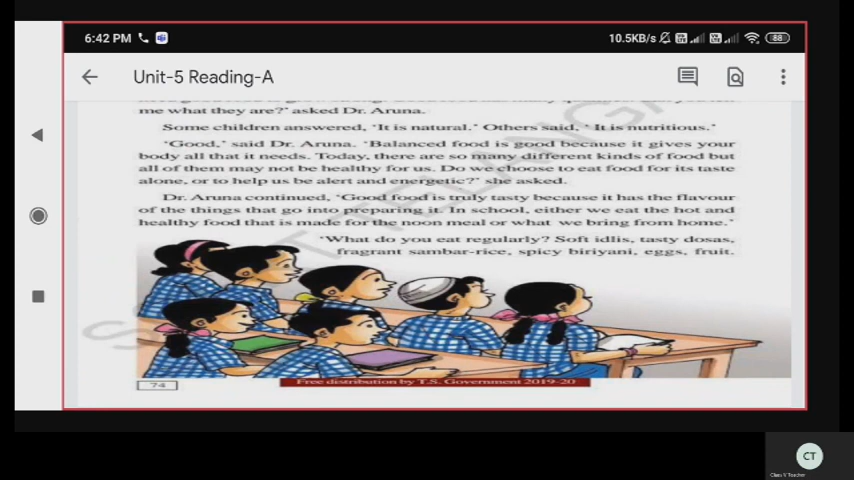 6:42 PM
10.5KB/s
88
Unit-5 Reading-A
me what they are?' asked Dr. Aruna.
Some children answered, 'It is natural.' Others said, ' It is nutritious.'
'Good,' said Dr. Aruna. 'Balanced food is good because it gives your
body all that it needs. Today, there are so many different kinds of food but
all of them may not be healthy for us. Do we choose to eat food for its taste
alone, or to help us be alert and energetic?' she asked.
Dr. Aruna continued, 'Good food is truly tasty because it has the flavour
of the things that go into preparing it. In school, either we eat the hot and
healthy food that is made for the noon meal or what we bring from home.'
'What do you eat regularly? Soft idlis, tasty dosas,
fragrant sambar-rice, spicy biriyani, eggs, fruit.
74
Free distribution by T.S. Government 2019-20
CT
Class V Teacher